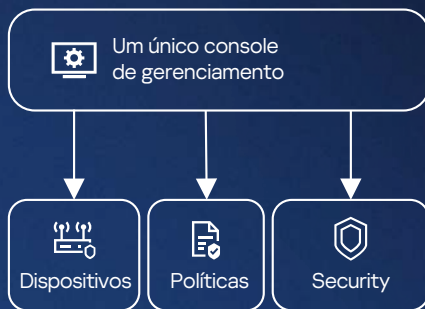 Um único console
de gerenciamento
Dispositivos
Políticas
Security